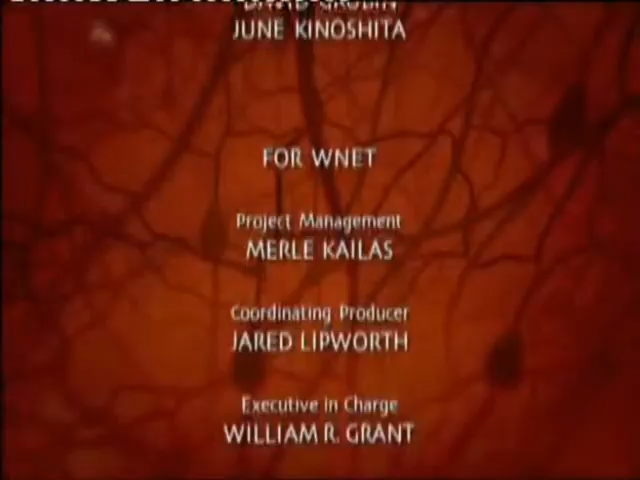 JUNE KINOSHITA
FOR WNET
Project Management
MERLE KAILAS
Coordinating Producer
JARED LIPWORTH
Executive in Charge
WILLIAM R. GRANT